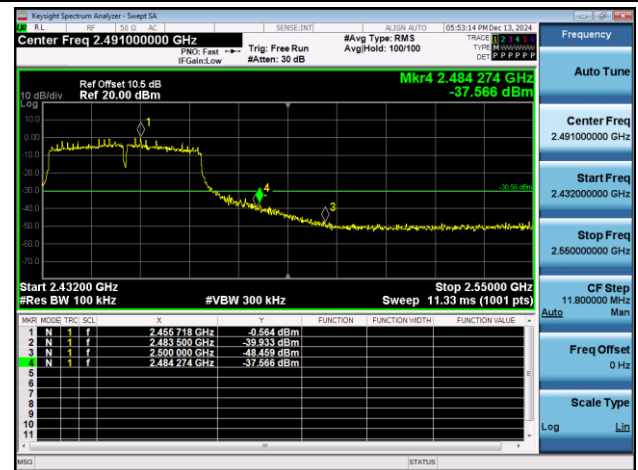 Keysight Spectrum Analyzer - Swept SA
RL RF 50 Ω AC SENSE:INT ALIGN AUTO 05:53:14 PM Dec 13, 2024
Center Freq 2.491000000 GHz #Avg Type: RMS TRACE 1 2 3 4 5 6
PNO: Fast Trig: Free Run Avg|Hold: 100/100 TYPE M W W W W W
IFGain:Low #Atten: 30 dB DET P P P P P P
Frequency
Auto Tune
Ref Offset 10.5 dB Mkr4 2.484 274 GHz
10 dB/div Ref 20.00 dBm -37.566 dBm
Log
10.0
0.00
-10.0
-20.0
-30.0
-40.0
-50.0
-60.0
-70.0
1
4
3
-30.56 dBm
Start 2.43200 GHz Stop 2.55000 GHz
#Res BW 100 kHz #VBW 300 kHz Sweep 11.33 ms (1001 pts)
MKR MODE TRC SCL X Y FUNCTION FUNCTION WIDTH FUNCTION VALUE
1 N 1 f 2.455 718 GHz -0.564 dBm
2 N 1 f 2.483 500 GHz -39.933 dBm
3 N 1 f 2.500 000 GHz -48.459 dBm
4 N 1 f 2.484 274 GHz -37.566 dBm
5
6
7
8
9
10
11
Center Freq
2.491000000 GHz
Start Freq
2.432000000 GHz
Stop Freq
2.550000000 GHz
CF Step
11.800000 MHz
Auto Man
Freq Offset
0 Hz
Scale Type
Log Lin
MSG STATUS